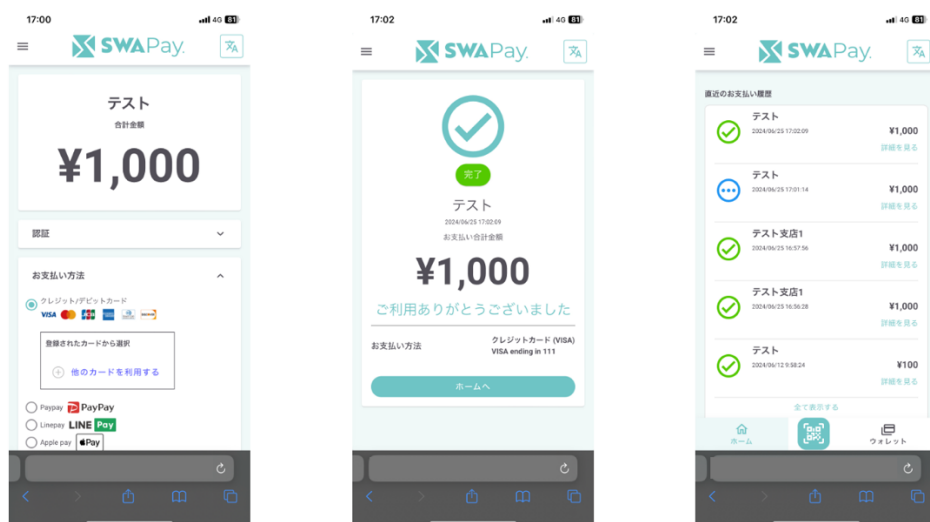 17:00
4G 81
SWAPay.
テスト
合計金額
¥1,000
認証
お支払い方法
クレジット/デビットカード
VISA
JCB
登録されたカードから選択
他のカードを利用する
Paypay PayPay
Linepay LINE Pay
Apple pay Pay
17:02
4G 81
SWAPay.
完了
テスト
2024/06/25 17:02:09
お支払い合計金額
¥1,000
ご利用ありがとうございました
お支払い方法
クレジットカード (VISA)
VISA ending in 111
ホームへ
17:02
4G 81
SWAPay.
直近のお支払い履歴
テスト
2024/06/25 17:02:09
¥1,000
詳細を見る
テスト
2024/06/25 17:01:14
¥1,000
詳細を見る
テスト支店1
2024/06/25 16:57:56
¥1,000
詳細を見る
テスト支店1
2024/06/25 16:56:28
¥1,000
詳細を見る
テスト
2024/06/12 9:58:24
¥100
詳細を見る
全て表示する
ホーム
ウォレット